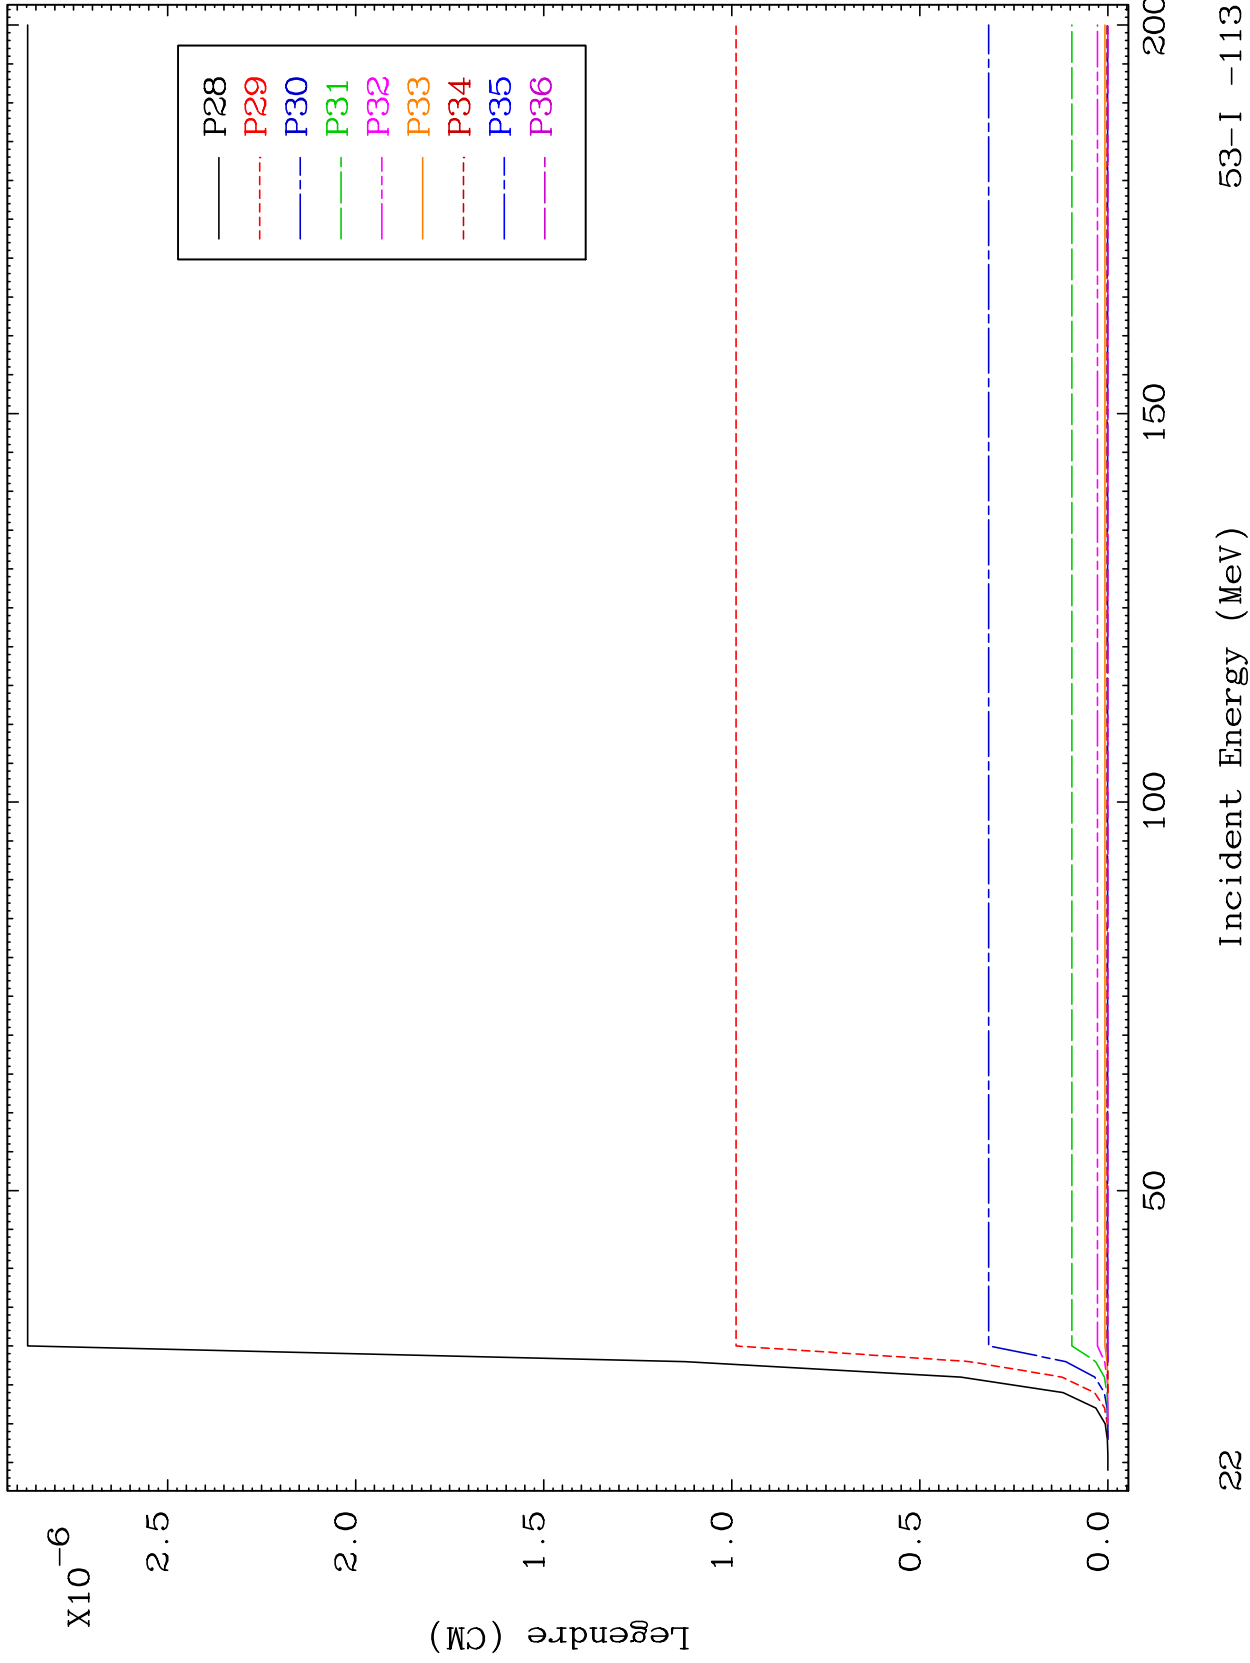 X10-6
2.5
2.0
1.5
1.0
0.5
0.0
Legendre (CM)
P28
P29
P30
P31
P32
P33
P34
P35
P36
50
100
150
200
Incident Energy (MeV)
22
53-I -113